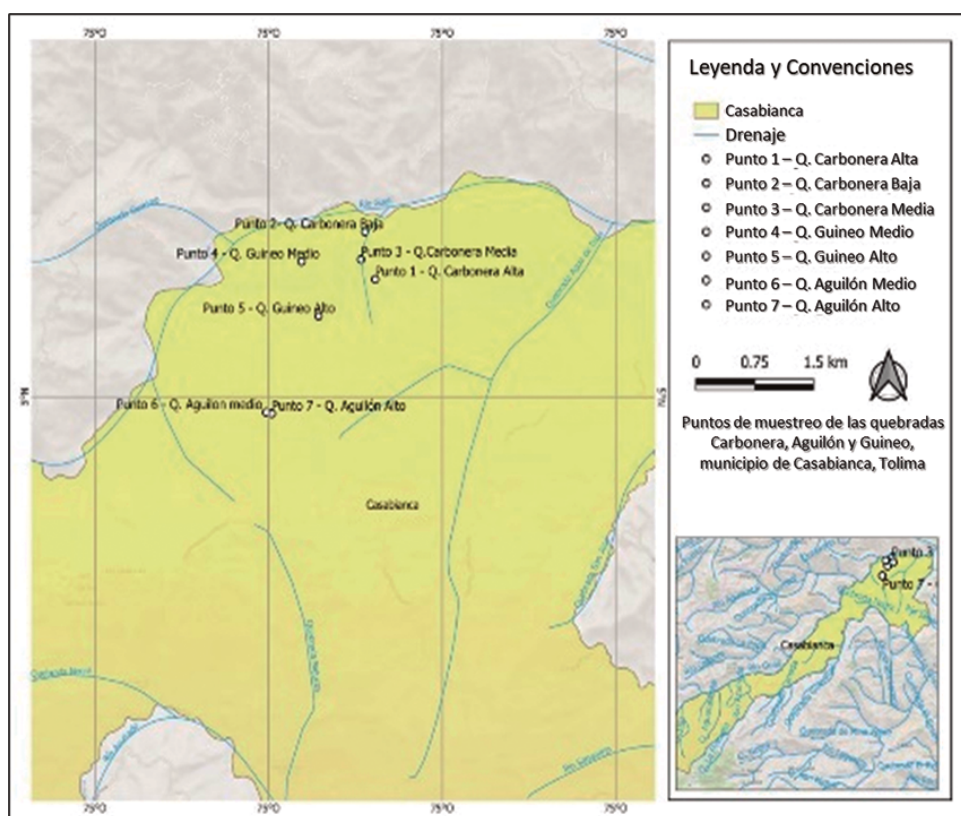 75°O 75°O 75°O 75°O
Punto 2- Q. Carbonera Baja
Punto 4 - Q. Guineo Medio
Punto 3 - Q.Carbonera Media
Punto 1 - Q. Carbonera Alta
Punto 5 - Q. Guineo Alto
5°N
5°N
Punto 6 - Q. Aguilon medio
Punto 7 - Q. Aguilón Alto
Casabianca
75°O 75°O 75°O 75°O
Leyenda y Convenciones
Casabianca
Drenaje
Punto 1 – Q. Carbonera Alta
Punto 2 – Q. Carbonera Baja
Punto 3 – Q. Carbonera Media
Punto 4 – Q. Guineo Medio
Punto 5 – Q. Guineo Alto
Punto 6 – Q. Aguilón Medio
Punto 7 – Q. Aguilón Alto
0 0.75 1.5 km
Puntos de muestreo de las quebradas
Carbonera, Aguilón y Guineo,
municipio de Casabianca, Tolima
Punto 3
Punto 7 -
Casabianca